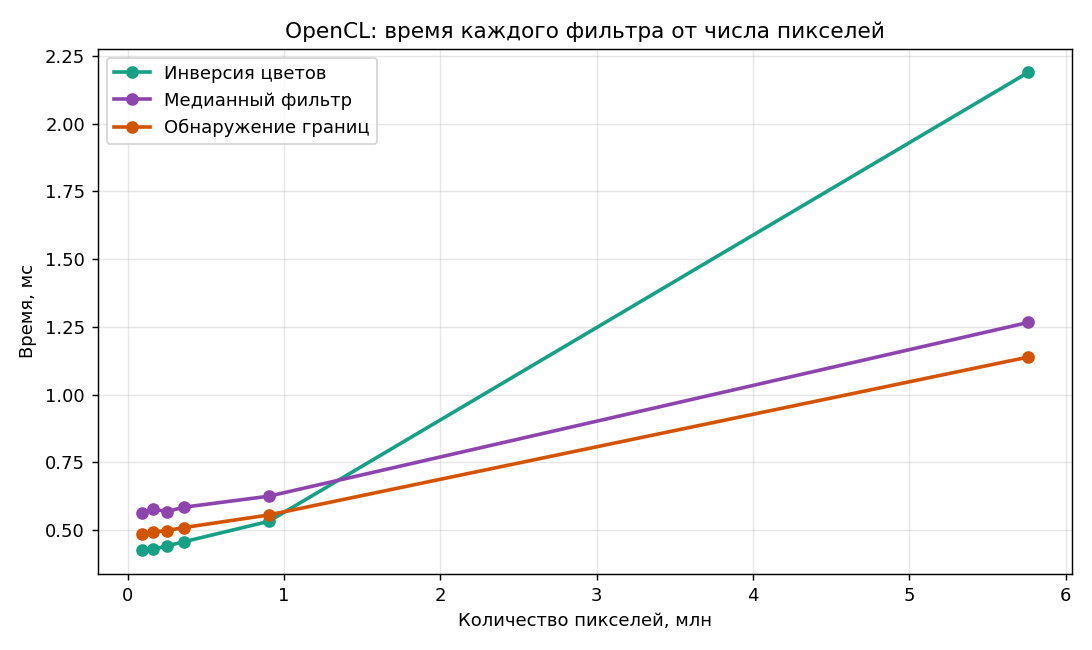 OpenCL: время каждого фильтра от числа пикселей
Инверсия цветов
Медианный фильтр
Обнаружение границ
Время, мс
2.25
2.00
1.75
1.50
1.25
1.00
0.75
0.50
0 1 2 3 4 5 6
Количество пикселей, млн